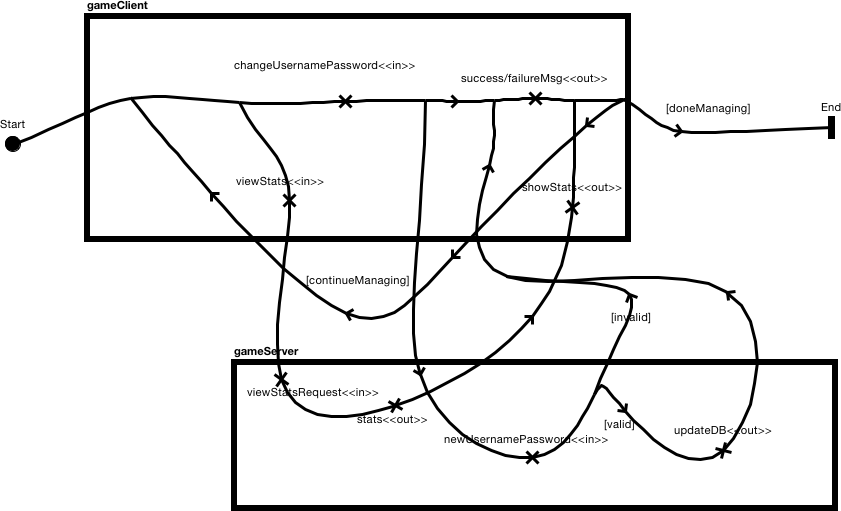 gameClient
changeUsernamePassword<<in>>
success/failureMsg<<out>>
[doneManaging]
End
Start
viewStats<<in>>
showStats<<out>>
[continueManaging]
[invalid]
gameServer
viewStatsRequest<<in>>
stats<<out>>
[valid]
updateDB<<out>>
newUsernamePassword<<in>>